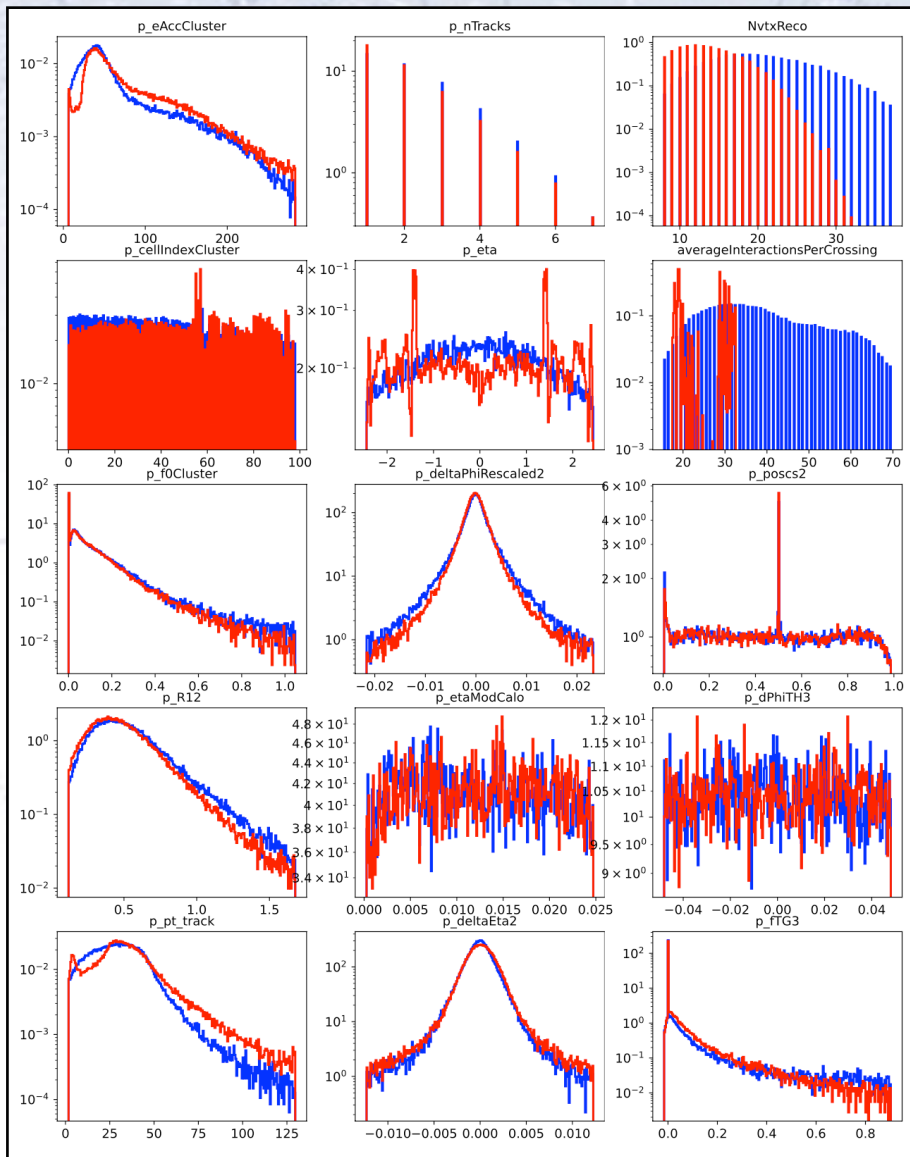 p_eAccCluster
p_nTracks
NvtxReco
10⁻²
10⁻³
10⁻⁴
0 100 200
10¹
10⁰
2 4 6
10⁰
10⁻¹
10⁻²
10⁻³
10⁻⁴
10 20 30
p_cellIndexCluster
p_eta
averageInteractionsPerCrossing
10⁻²
0 20 40 60 80 100
4 × 10⁻¹
3 × 10⁻¹
2 × 10⁻¹
−2 −1 0 1 2
10⁻¹
10⁻²
10⁻³
20 30 40 50 60 70
p_f0Cluster
p_deltaPhiRescaled2
p_poscs2
10²
10¹
10⁰
10⁻¹
10⁻²
0.0 0.2 0.4 0.6 0.8 1.0
10²
10¹
10⁰
−0.02 −0.01 0.00 0.01 0.02
6 × 10⁰
5 × 10⁰
4 × 10⁰
3 × 10⁰
2 × 10⁰
10⁰
0.0 0.2 0.4 0.6 0.8 1.0
p_R12
p_etaModCalo
p_dPhiTH3
10⁰
10⁻¹
10⁻²
0.5 1.0 1.5
4.8 × 10¹
4.6 × 10¹
4.4 × 10¹
4.2 × 10¹
4 × 10¹
3.8 × 10¹
3.6 × 10¹
3.4 × 10¹
0.000 0.005 0.010 0.015 0.020 0.025
1.2 × 10¹
1.15 × 10¹
1.1 × 10¹
1.05 × 10¹
10¹
9.5 × 10⁰
9 × 10⁰
−0.04 −0.02 0.00 0.02 0.04
p_pt_track
p_deltaEta2
p_fTG3
10⁻²
10⁻³
10⁻⁴
0 25 50 75 100 125
10²
10¹
10⁰
−0.010 −0.005 0.000 0.005 0.010
10²
10¹
10⁰
10⁻¹
10⁻²
0.0 0.2 0.4 0.6 0.8